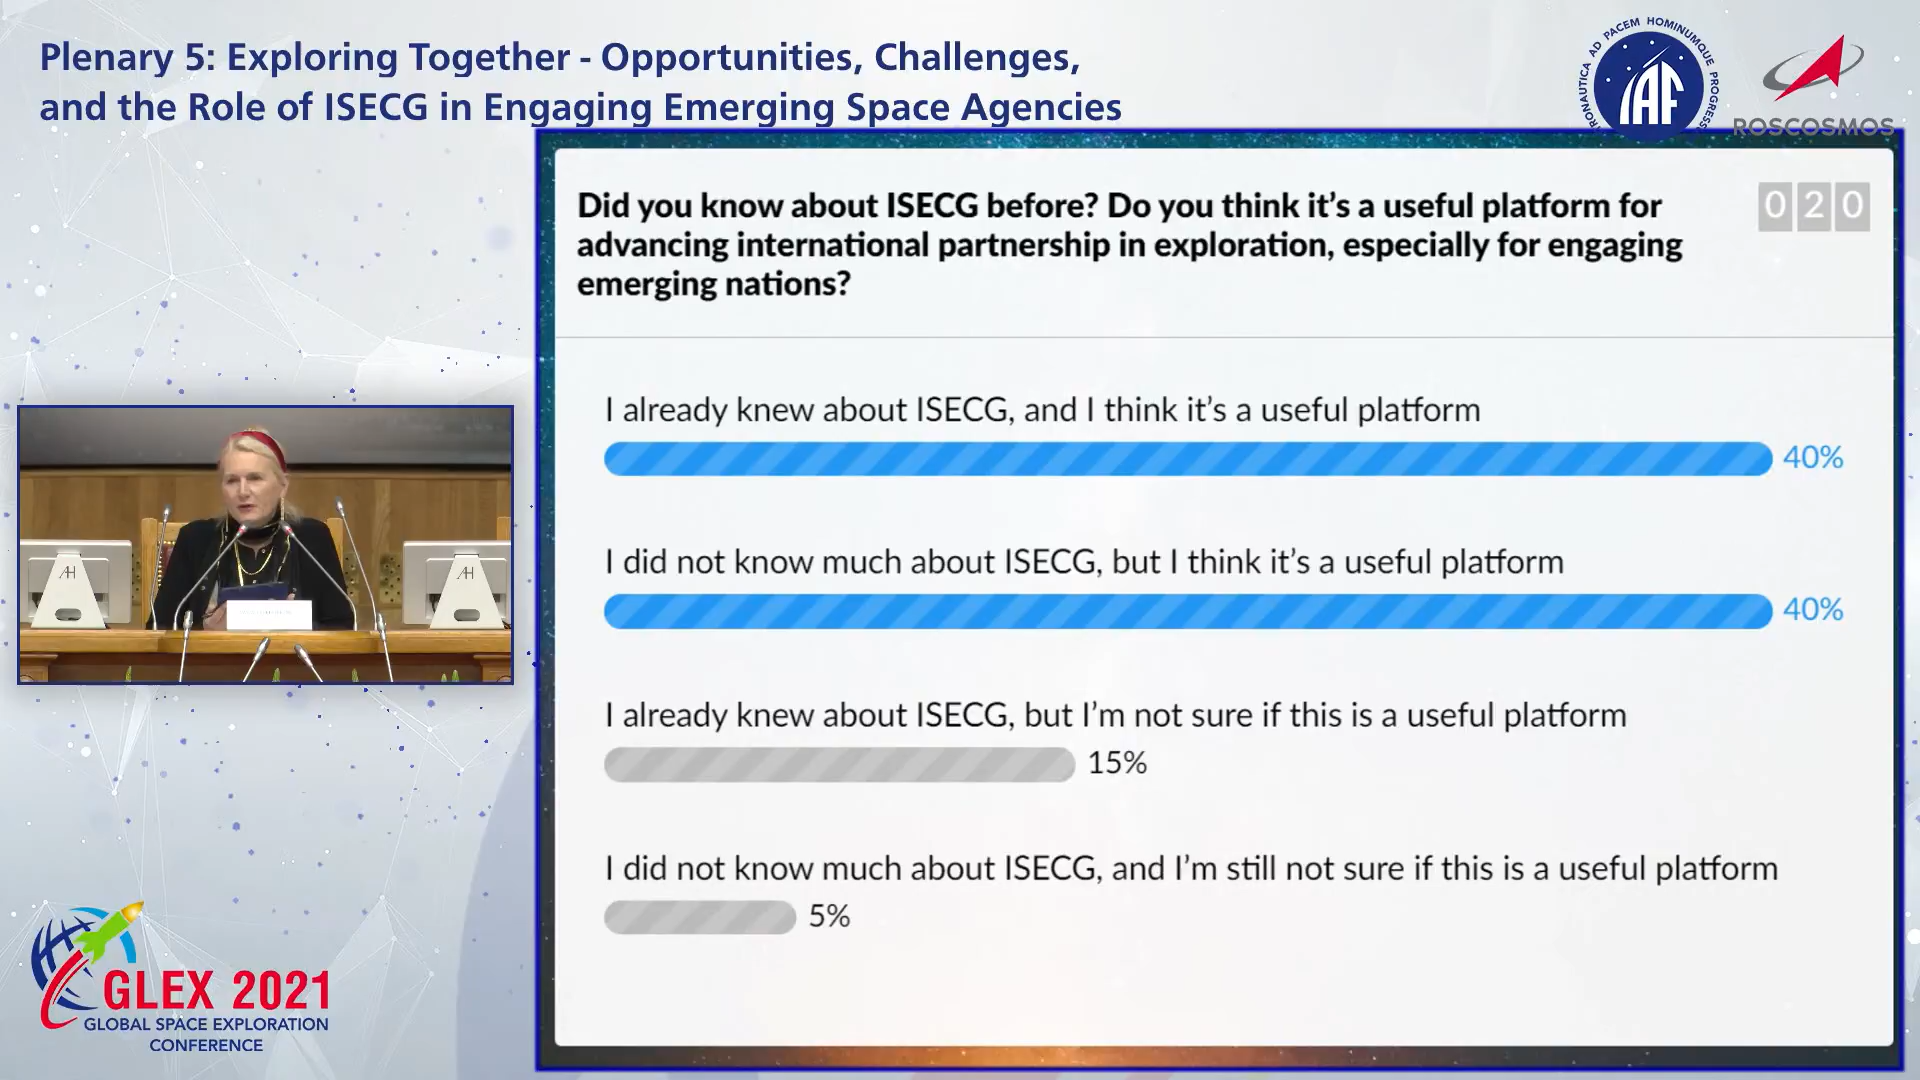 Plenary 5: Exploring Together - Opportunities, Challenges,
and the Role of ISECG in Engaging Emerging Space Agencies
AD PACEM HOMINUMQUE
IAF
ROSCOSMOS
Did you know about ISECG before? Do you think it’s a useful platform for
advancing international partnership in exploration, especially for engaging
emerging nations?
020
I already knew about ISECG, and I think it’s a useful platform
40%
I did not know much about ISECG, but I think it’s a useful platform
40%
I already knew about ISECG, but I’m not sure if this is a useful platform
15%
I did not know much about ISECG, and I’m still not sure if this is a useful platform
5%
AH
AH
GLEX 2021
GLOBAL SPACE EXPLORATION
CONFERENCE